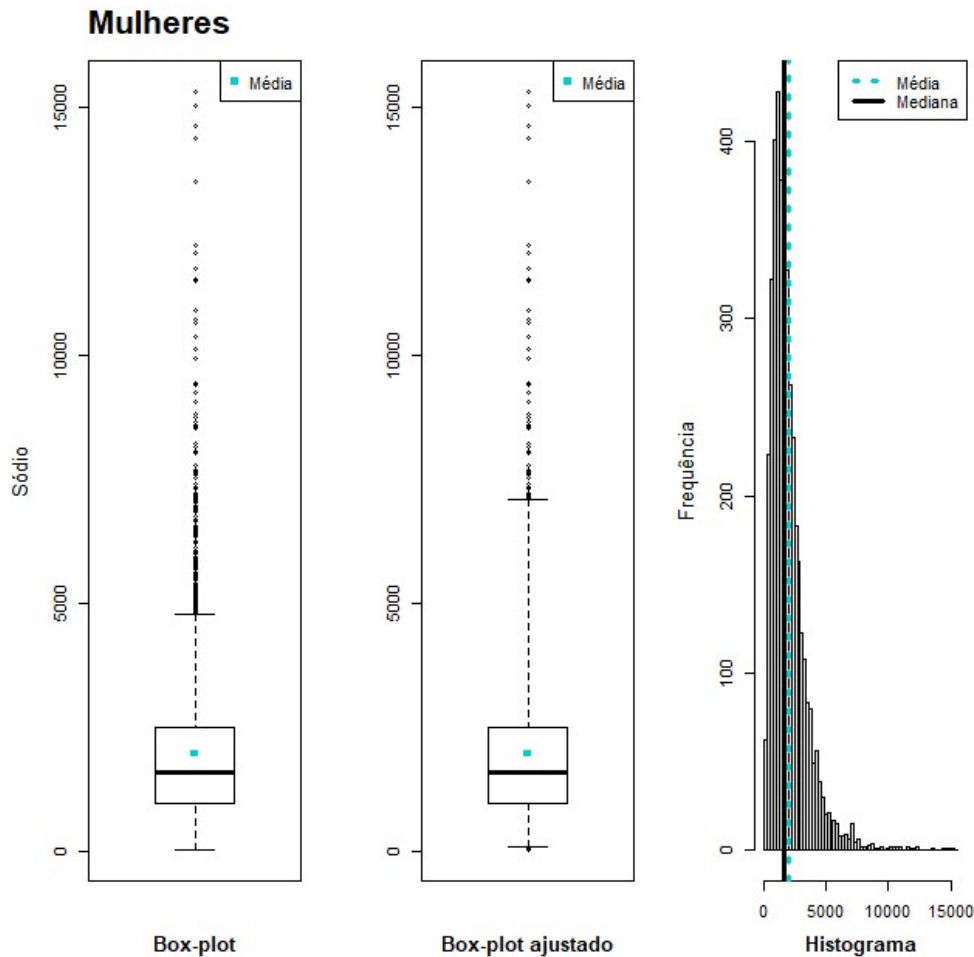 Mulheres
Sódio
0
5000
10000
15000
Média
Box-plot
0
5000
10000
15000
Média
Box-plot ajustado
Frequência
0
100
200
300
400
Média
Mediana
0 5000 10000 15000
Histograma